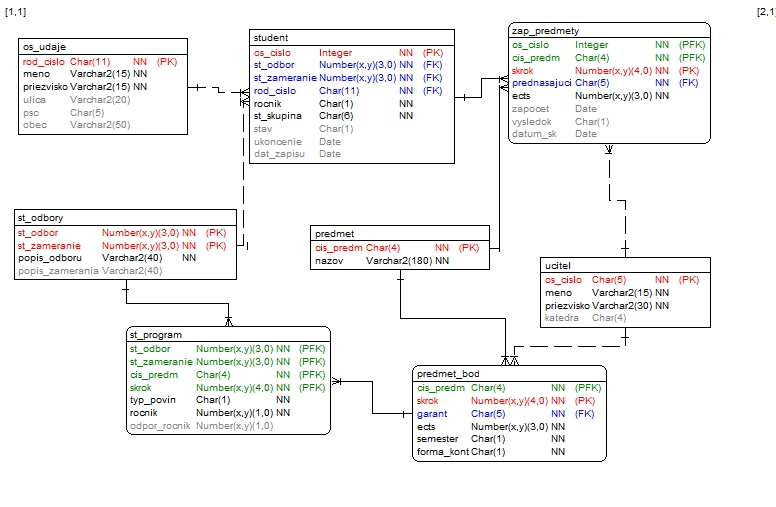 [1,1]
[2,1]
os_udaje
rod_cislo Char(11) NN (PK)
meno Varchar2(15) NN
priezvisko Varchar2(15) NN
ulica Varchar2(20)
psc Char(5)
obec Varchar2(50)
student
os_cislo Integer NN (PK)
st_odbor Number(x,y)(3,0) NN (FK)
st_zameranie Number(x,y)(3,0) NN (FK)
rod_cislo Char(11) NN (FK)
rocnik Char(1) NN
st_skupina Char(6) NN
stav Char(1)
ukoncenie Date
dat_zapisu Date
zap_predmety
os_cislo Integer NN (PFK)
cis_predm Char(4) NN (PFK)
skrok Number(x,y)(4,0) NN (PK)
prednasajuci Char(5) NN (FK)
ects Number(x,y)(3,0) NN
zapocet Date
vysledok Char(1)
datum_sk Date
st_odbory
st_odbor Number(x,y)(3,0) NN (PK)
st_zameranie Number(x,y)(3,0) NN (PK)
popis_odboru Varchar2(40) NN
popis_zamerania Varchar2(40)
predmet
cis_predm Char(4) NN (PK)
nazov Varchar2(180) NN
ucitel
os_cislo Char(5) NN (PK)
meno Varchar2(15) NN
priezvisko Varchar2(30) NN
katedra Char(4)
st_program
st_odbor Number(x,y)(3,0) NN (PFK)
st_zameranie Number(x,y)(3,0) NN (PFK)
cis_predm Char(4) NN (PFK)
skrok Number(x,y)(4,0) NN (PFK)
typ_povin Char(1) NN
rocnik Number(x,y)(1,0) NN
odpor_rocnik Number(x,y)(1,0)
predmet_bod
cis_predm Char(4) NN (PFK)
skrok Number(x,y)(4,0) NN (PK)
garant Char(5) NN (FK)
ects Number(x,y)(3,0) NN
semester Char(1) NN
forma_kont Char(1) NN